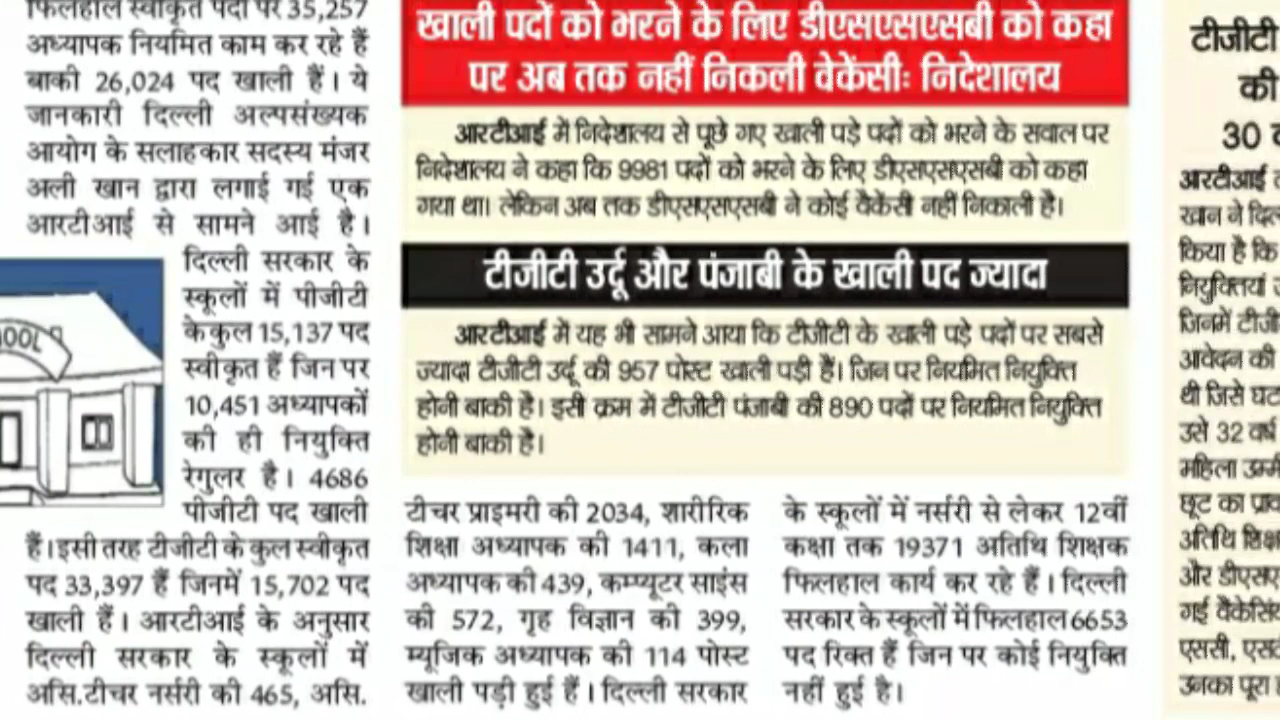 फिलहाल स्वीकृत पदों पर 35,257
अध्यापक नियमित काम कर रहे हैं
बाकी 26,024 पद खाली हैं। ये
जानकारी दिल्ली अल्पसंख्यक
आयोग के सलाहकार सदस्य मंजर
अली खान द्वारा लगाई गई एक
आरटीआई से सामने आई है।
दिल्ली सरकार के
स्कूलों में पीजीटी
के कुल 15,137 पद
स्वीकृत हैं जिन पर
10,451 अध्यापकों
की ही नियुक्ति
रेगुलर है। 4686
पीजीटी पद खाली
हैं। इसी तरह टीजीटी के कुल स्वीकृत
पद 33,397 हैं जिनमें 15,702 पद
खाली हैं। आरटीआई के अनुसार
दिल्ली सरकार के स्कूलों में
असि.टीचर नर्सरी की 465, असि.
खाली पदों को भरने के लिए डीएसएसएसबी को कहा
पर अब तक नहीं निकली वेकेंसीः निदेशालय
आरटीआई में निदेशालय से पूछे गए खाली पड़े पदों को भरने के सवाल पर
निदेशालय ने कहा कि 9981 पदों को भरने के लिए डीएसएसएसबी को कहा
गया था। लेकिन अब तक डीएसएसएसबी ने कोई वैकेंसी नहीं निकाली है।
टीजीटी उर्दू और पंजाबी के खाली पद ज्यादा
आरटीआई में यह भी सामने आया कि टीजीटी के खाली पड़े पदों पर सबसे
ज्यादा टीजीटी उर्दू की 957 पोस्ट खाली पड़ी हैं। जिन पर नियमित नियुक्ति
होनी बाकी है। इसी क्रम में टीजीटी पंजाबी की 890 पदों पर नियमित नियुक्ति
होनी बाकी है।
टीचर प्राइमरी की 2034, शारीरिक
शिक्षा अध्यापक की 1411, कला
अध्यापक की 439, कम्प्यूटर साइंस
की 572, गृह विज्ञान की 399,
म्यूजिक अध्यापक की 114 पोस्ट
खाली पड़ी हुई हैं। दिल्ली सरकार
के स्कूलों में नर्सरी से लेकर 12वीं
कक्षा तक 19371 अतिथि शिक्षक
फिलहाल कार्य कर रहे हैं। दिल्ली
सरकार के स्कूलों में फिलहाल 6653
पद रिक्त हैं जिन पर कोई नियुक्ति
नहीं हुई है।
टीजीटी
की
30
आरटीआई
खान ने
किया है कि
नियुक्तियां
जिनमें
आवेदन की
थी जिसे
उसे 32 वर्ष
महिला
छूट का
अतिथि
और
गई
एससी,
उनका पूरा